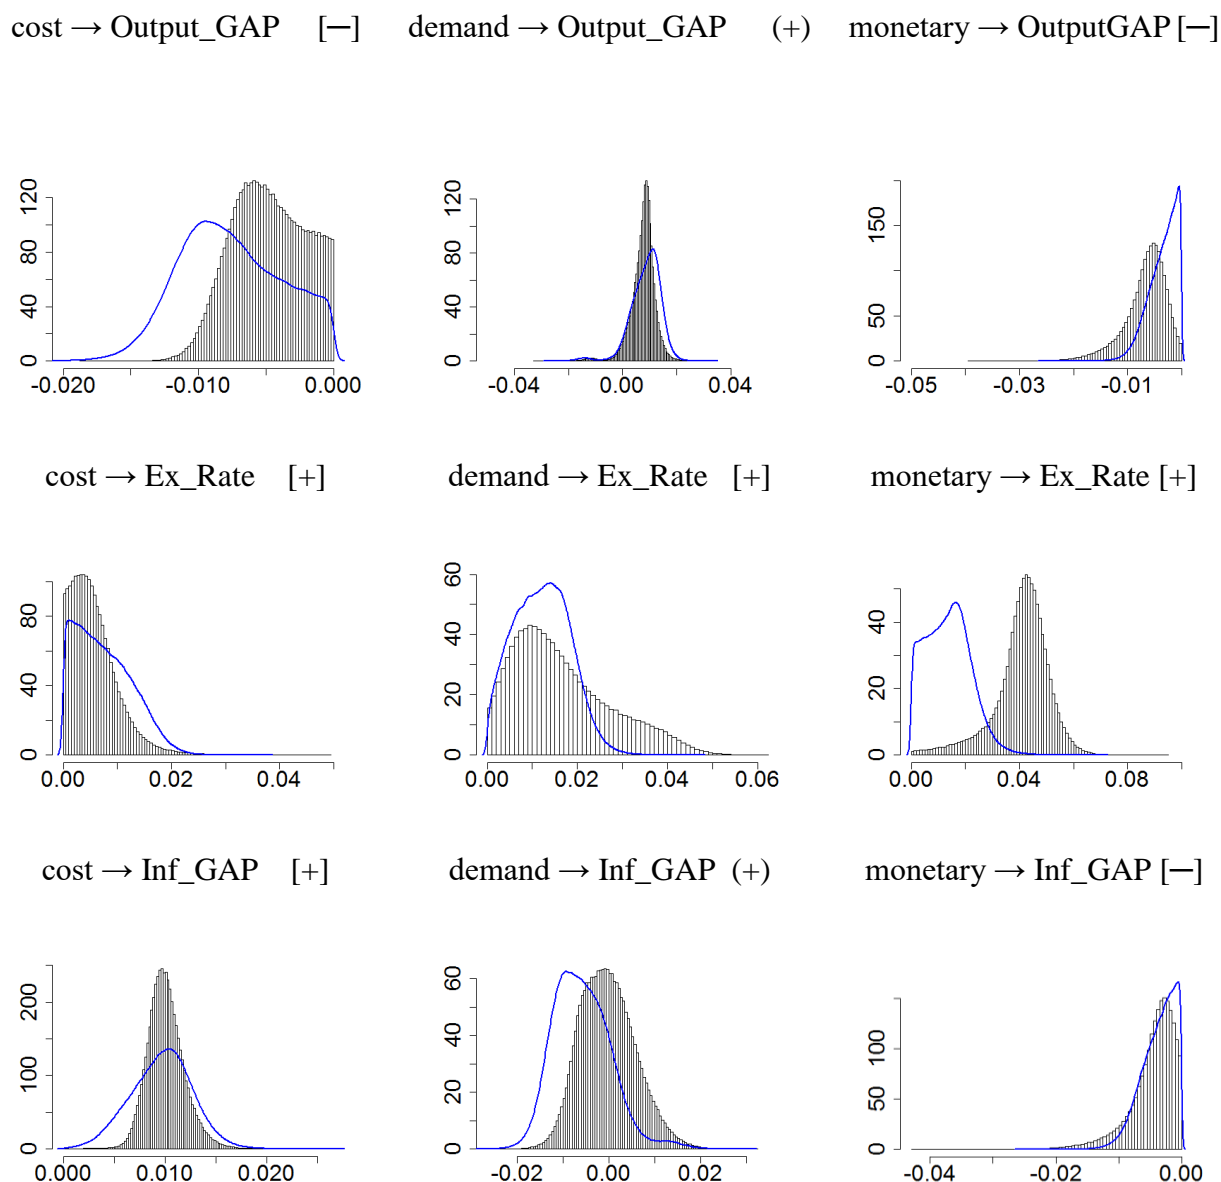 cost → Output_GAP [—] demand → Output_GAP (+) monetary → OutputGAP [—]
120 80 40 0 -0.020 -0.010 0.000
120 80 40 0 -0.04 0.00 0.04
150 50 0 -0.05 -0.03 -0.01
cost → Ex_Rate [+] demand → Ex_Rate [+] monetary → Ex_Rate [+]
80 40 0 0.00 0.02 0.04
60 40 20 0 0.00 0.02 0.04 0.06
40 20 0 0.00 0.04 0.08
cost → Inf_GAP [+] demand → Inf_GAP (+) monetary → Inf_GAP [—]
200 100 0 0.000 0.010 0.020
60 40 20 0 -0.02 0.00 0.02
100 50 0 -0.04 -0.02 0.00